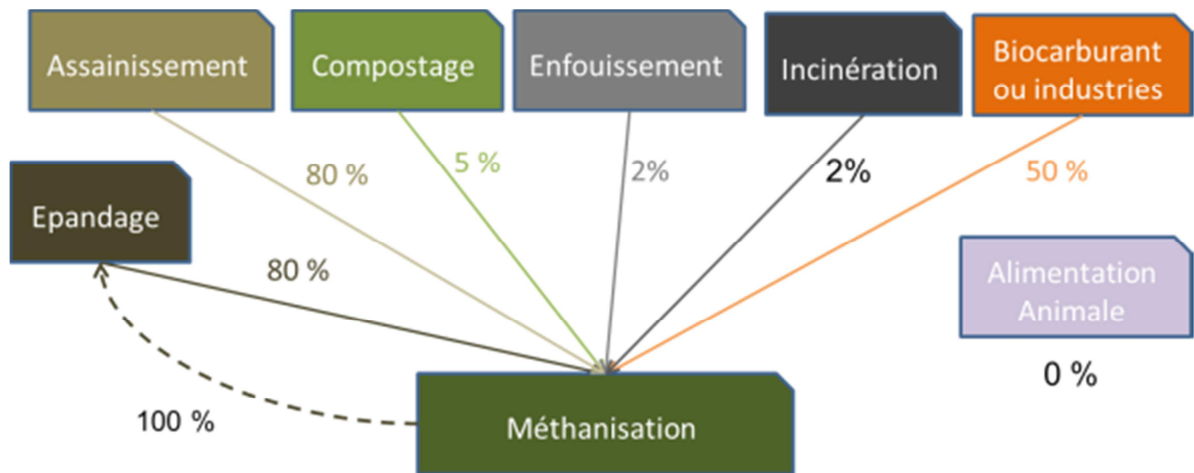 Assainissement
Compostage
Enfouissement
Incinération
Biocarburant
ou industries
80 %
5 %
2%
2%
50 %
Epandage
80 %
Alimentation
Animale
0 %
100 %
Méthanisation